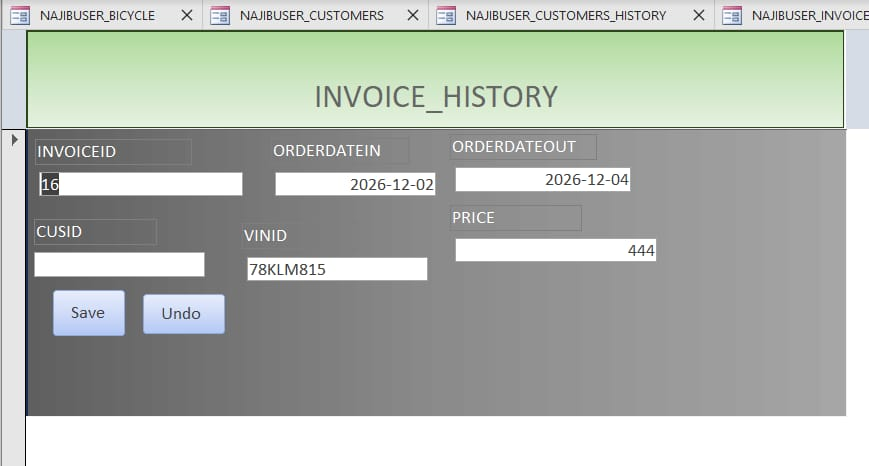 NAJIBUSER_BICYCLE NAJIBUSER_CUSTOMERS NAJIBUSER_CUSTOMERS_HISTORY NAJIBUSER_INVOICE
INVOICE_HISTORY
INVOICEID ORDERDATEIN ORDERDATEOUT
16 2026-12-02 2026-12-04
CUSID VINID PRICE
78KLM815 444
Save Undo